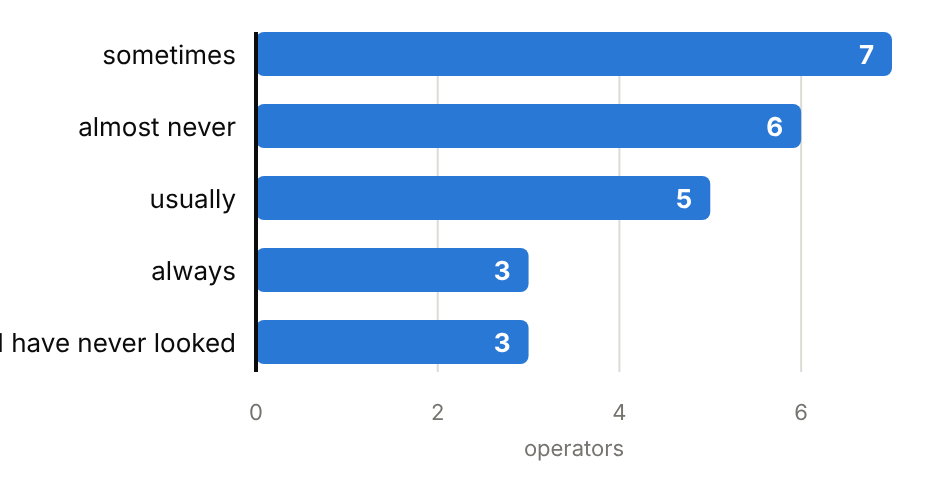 sometimes 7
almost never 6
usually 5
always 3
I have never looked 3
0 2 4 6
operators